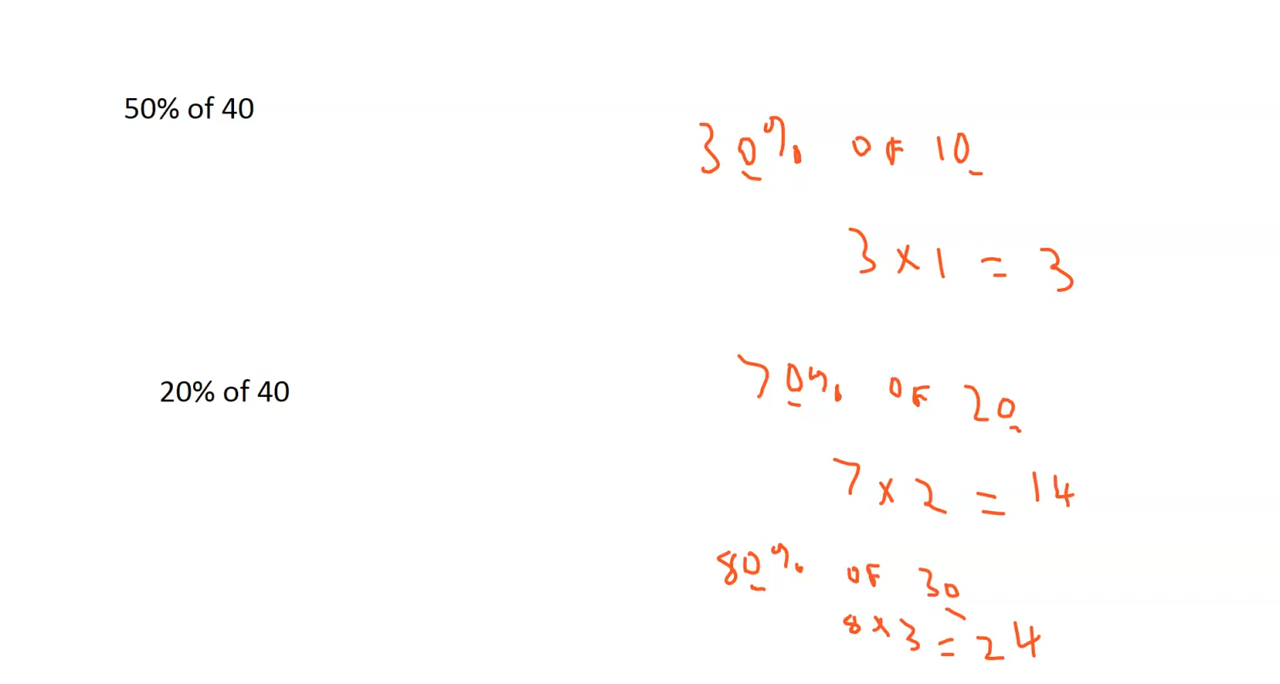 50% of 40
20% of 40
30% OF 10
3 × 1 = 3
70% OF 20
7 × 2 = 14
80% OF 30
8 × 3 = 24